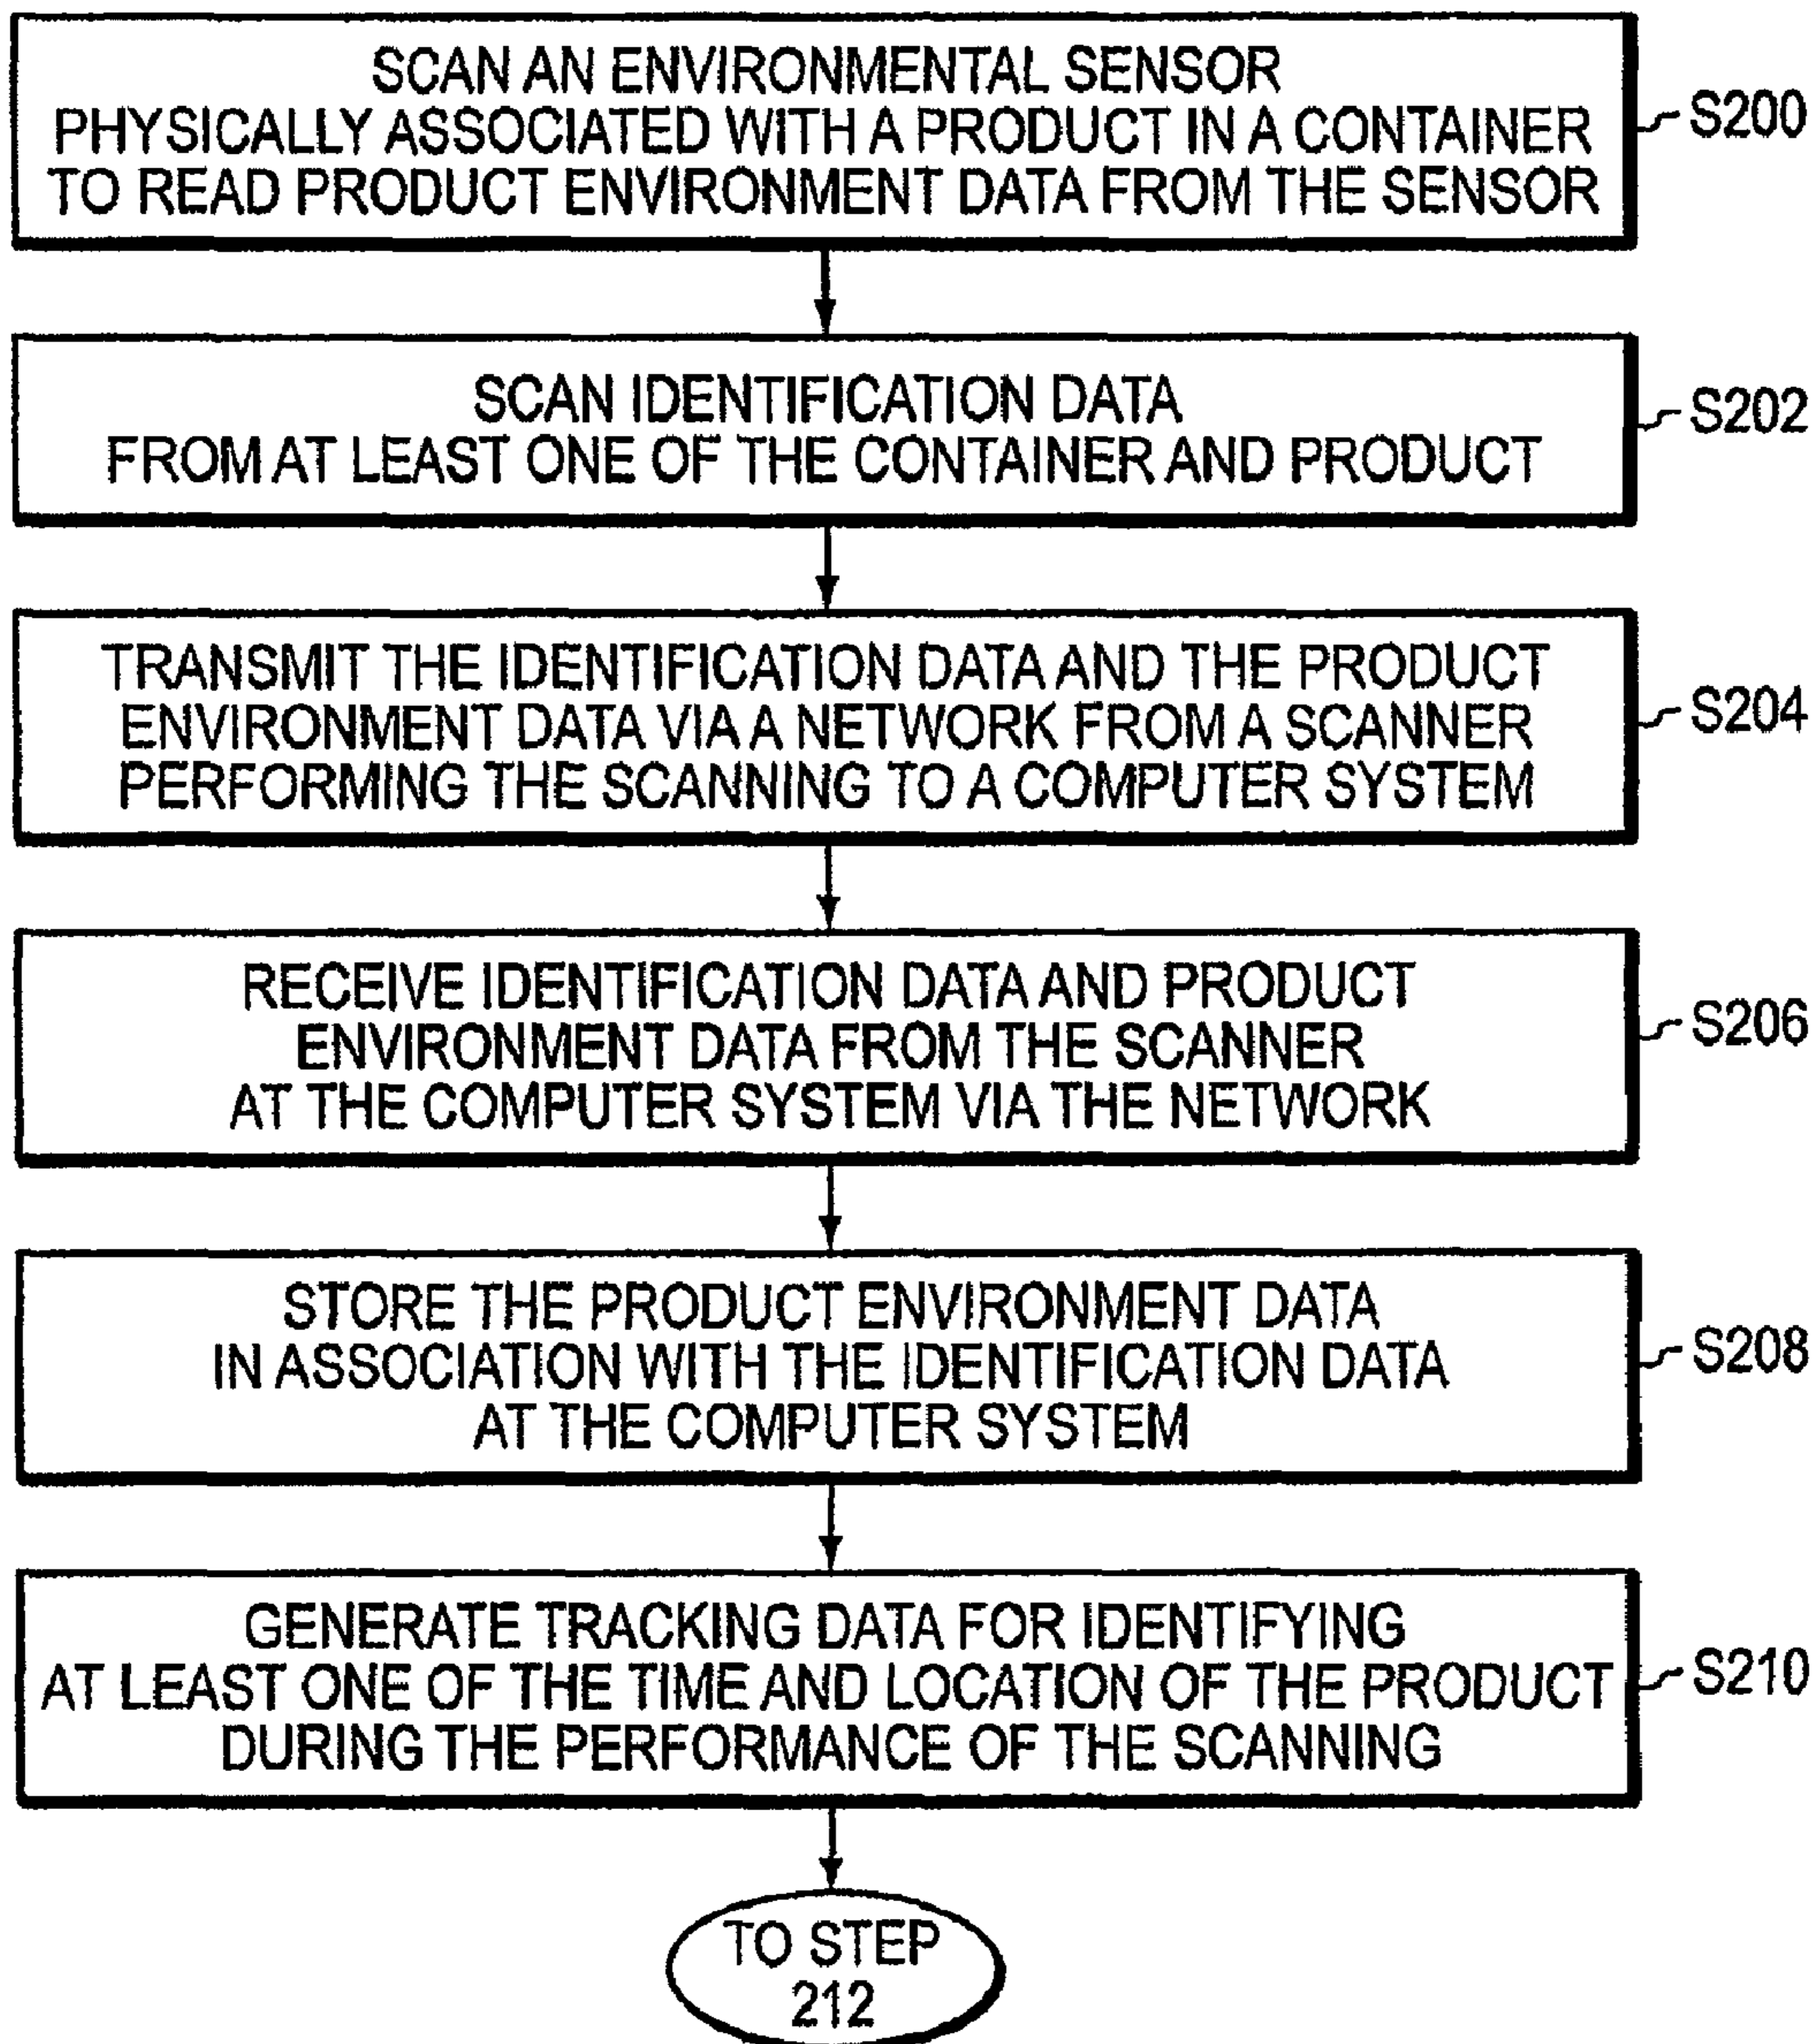 SCAN AN ENVIRONMENTAL SENSOR
PHYSICALLY ASSOCIATED WITH A PRODUCT IN A CONTAINER
TO READ PRODUCT ENVIRONMENT DATA FROM THE SENSOR
S200
SCAN IDENTIFICATION DATA
FROM AT LEAST ONE OF THE CONTAINER AND PRODUCT
S202
TRANSMIT THE IDENTIFICATION DATA AND THE PRODUCT
ENVIRONMENT DATA VIA A NETWORK FROM A SCANNER
PERFORMING THE SCANNING TO A COMPUTER SYSTEM
S204
RECEIVE IDENTIFICATION DATA AND PRODUCT
ENVIRONMENT DATA FROM THE SCANNER
AT THE COMPUTER SYSTEM VIA THE NETWORK
S206
STORE THE PRODUCT ENVIRONMENT DATA
IN ASSOCIATION WITH THE IDENTIFICATION DATA
AT THE COMPUTER SYSTEM
S208
GENERATE TRACKING DATA FOR IDENTIFYING
AT LEAST ONE OF THE TIME AND LOCATION OF THE PRODUCT
DURING THE PERFORMANCE OF THE SCANNING
S210
TO STEP
212